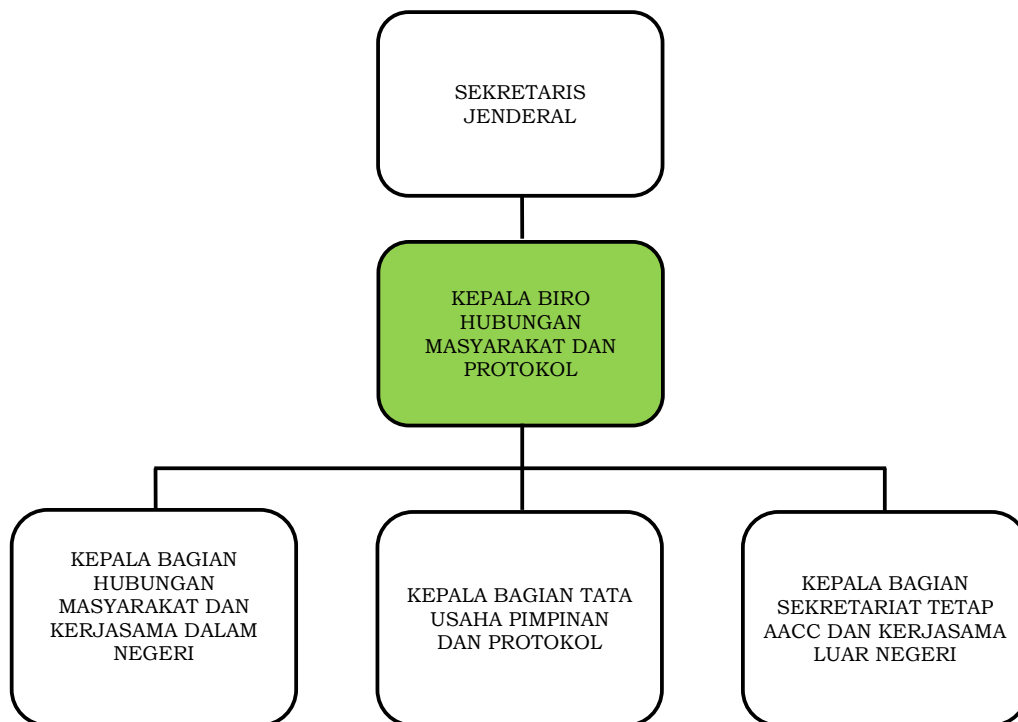 SEKRETARIS
JENDERAL
KEPALA BIRO
HUBUNGAN
MASYARAKAT DAN
PROTOKOL
KEPALA BAGIAN
HUBUNGAN
MASYARAKAT DAN
KERJASAMA DALAM
NEGERI
KEPALA BAGIAN TATA
USAHA PIMPINAN
DAN PROTOKOL
KEPALA BAGIAN
SEKRETARIAT TETAP
AACC DAN KERJASAMA
LUAR NEGERI